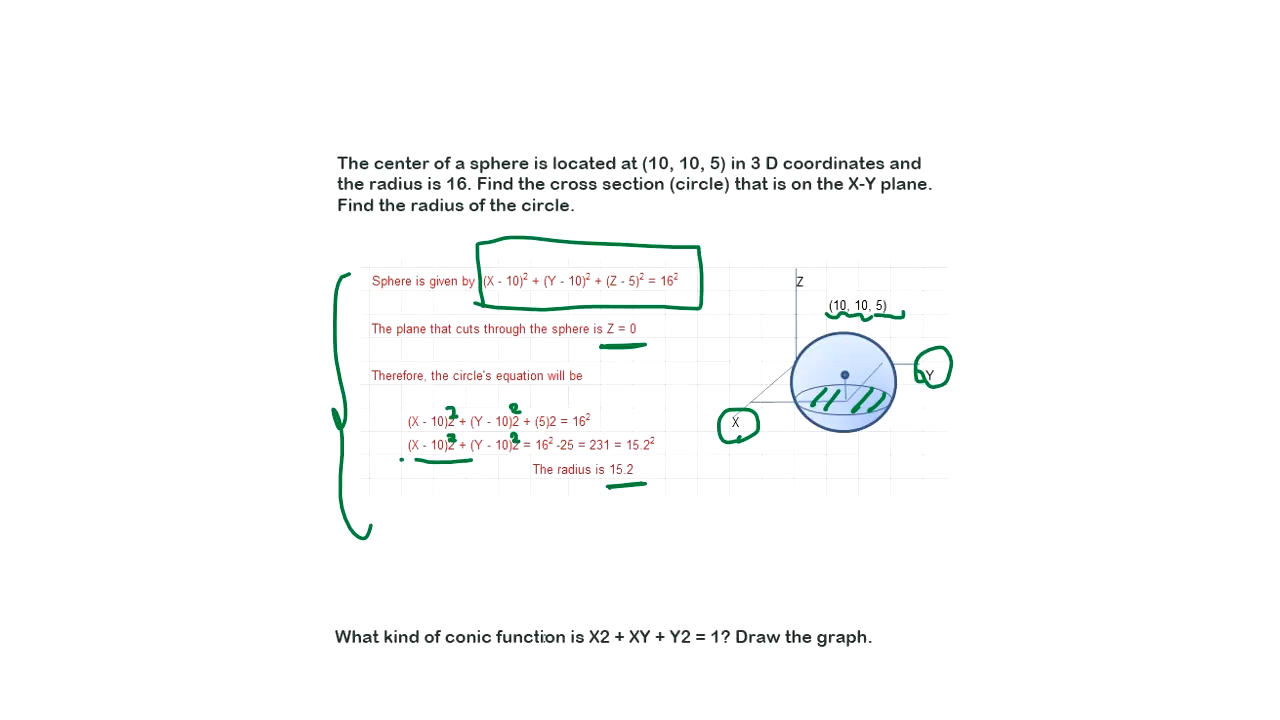 The center of a sphere is located at (10, 10, 5) in 3 D coordinates and
the radius is 16. Find the cross section (circle) that is on the X-Y plane.
Find the radius of the circle.
Sphere is given by (X - 10)² + (Y - 10)² + (Z - 5)² = 16²
The plane that cuts through the sphere is Z = 0
Therefore, the circle's equation will be
2 2
(X - 10)2 + (Y - 10)2 + (5)2 = 16²
2 2
(X - 10)2 + (Y - 10)2 = 16² -25 = 231 = 15.2²
The radius is 15.2
Z
(10, 10, 5)
Y
X
What kind of conic function is X2 + XY + Y2 = 1? Draw the graph.